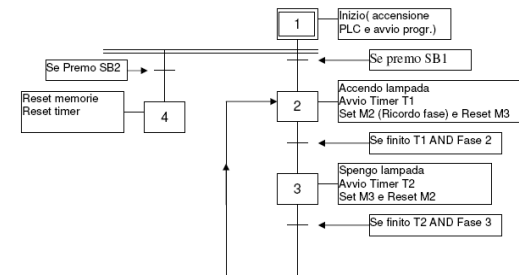 1
Inizio( accensione
PLC e avvio progr.)
Se premo SB1
Se Premo SB2
Reset memorie
Reset timer
4
2
Accendo lampada
Avvio Timer T1
Set M2 (Ricordo fase) e Reset M3
Se finito T1 AND Fase 2
3
Spengo lampada
Avvio Timer T2
Set M3 e Reset M2
Se finito T2 AND Fase 3